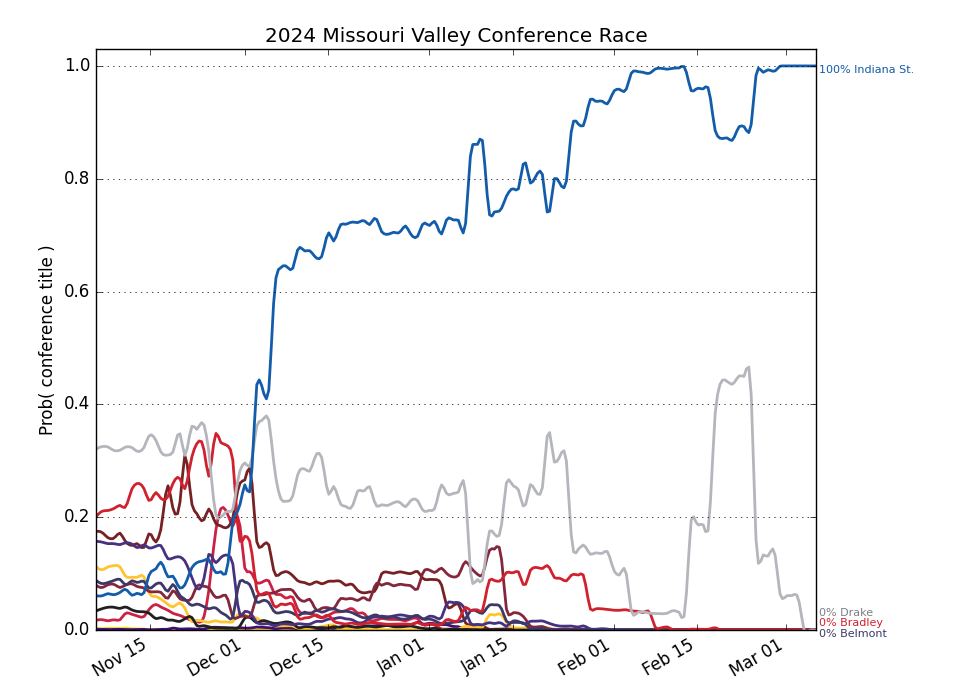 2024 Missouri Valley Conference Race
Prob( conference title )
1.0
0.8
0.6
0.4
0.2
0.0
Nov 15
Dec 01
Dec 15
Jan 01
Jan 15
Feb 01
Feb 15
Mar 01
100% Indiana St.
0% Drake
0% Bradley
0% Belmont